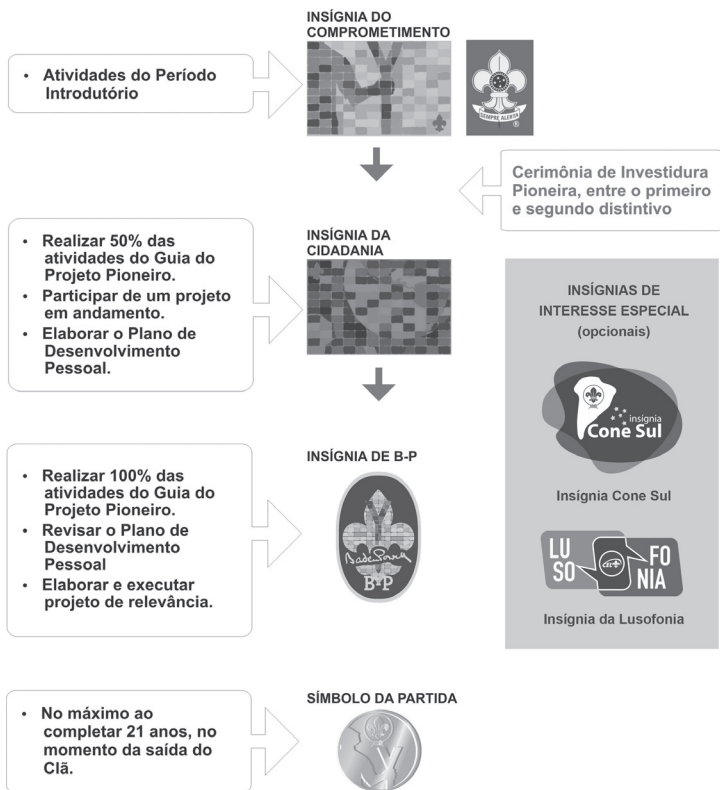 INSÍGNIA DO
COMPROMETIMENTO
• Atividades do Período
Introdutório
SEMPRE ALERTA
®
Cerimônia de Investidura
Pioneira, entre o primeiro
e segundo distintivo
INSÍGNIA DA
CIDADANIA
• Realizar 50% das
atividades do Guia do
Projeto Pioneiro.
• Participar de um projeto
em andamento.
• Elaborar o Plano de
Desenvolvimento
Pessoal.
INSÍGNIAS DE
INTERESSE ESPECIAL
(opcionais)
insígnia
Cone Sul
Insígnia Cone Sul
LU
SO
FO
NIA
Insígnia da Lusofonia
INSÍGNIA DE B-P
• Realizar 100% das
atividades do Guia do
Projeto Pioneiro.
• Revisar o Plano de
Desenvolvimento
Pessoal
• Elaborar e executar
projeto de relevância.
B-P
SÍMBOLO DA PARTIDA
• No máximo ao
completar 21 anos, no
momento da saída do
Clã.